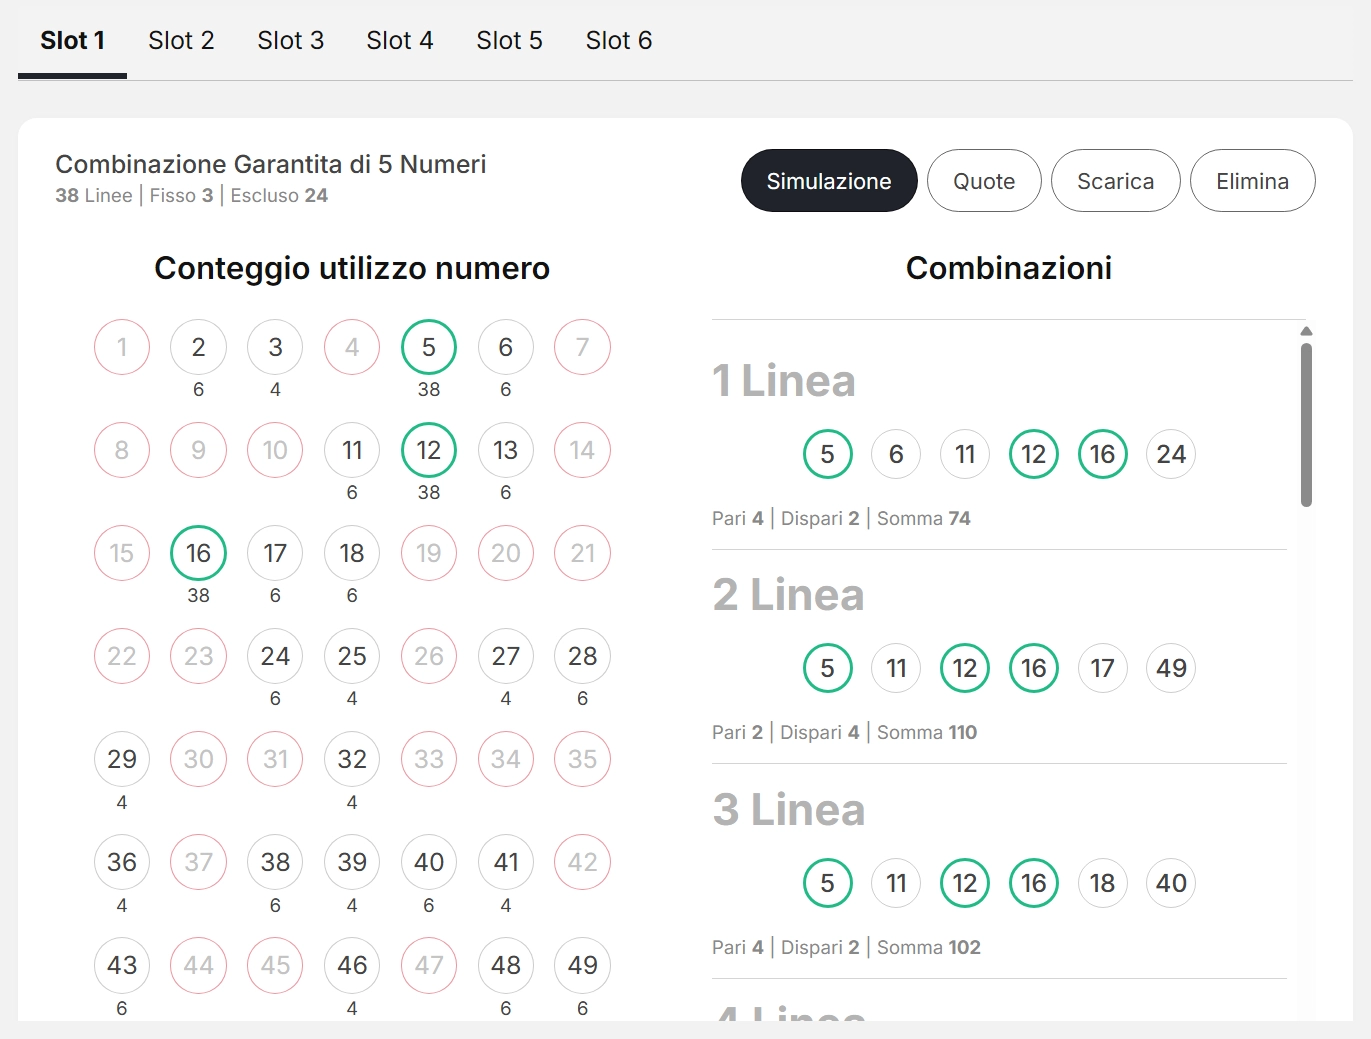 Slot 1 Slot 2 Slot 3 Slot 4 Slot 5 Slot 6
Combinazione Garantita di 5 Numeri
38 Linee | Fisso 3 | Escluso 24
Simulazione Quote Scarica Elimina
Conteggio utilizzo numero
1 2 3 4 5 6 7
6 4 38 6
8 9 10 11 12 13 14
6 38 6
15 16 17 18 19 20 21
38 6 6
22 23 24 25 26 27 28
6 4 4 6
29 30 31 32 33 34 35
4 4
36 37 38 39 40 41 42
4 6 4 6 4
43 44 45 46 47 48 49
6 4 6 6
Combinazioni
1 Linea
5 6 11 12 16 24
Pari 4 | Dispari 2 | Somma 74
2 Linea
5 11 12 16 17 49
Pari 2 | Dispari 4 | Somma 110
3 Linea
5 11 12 16 18 40
Pari 4 | Dispari 2 | Somma 102
4 Linea